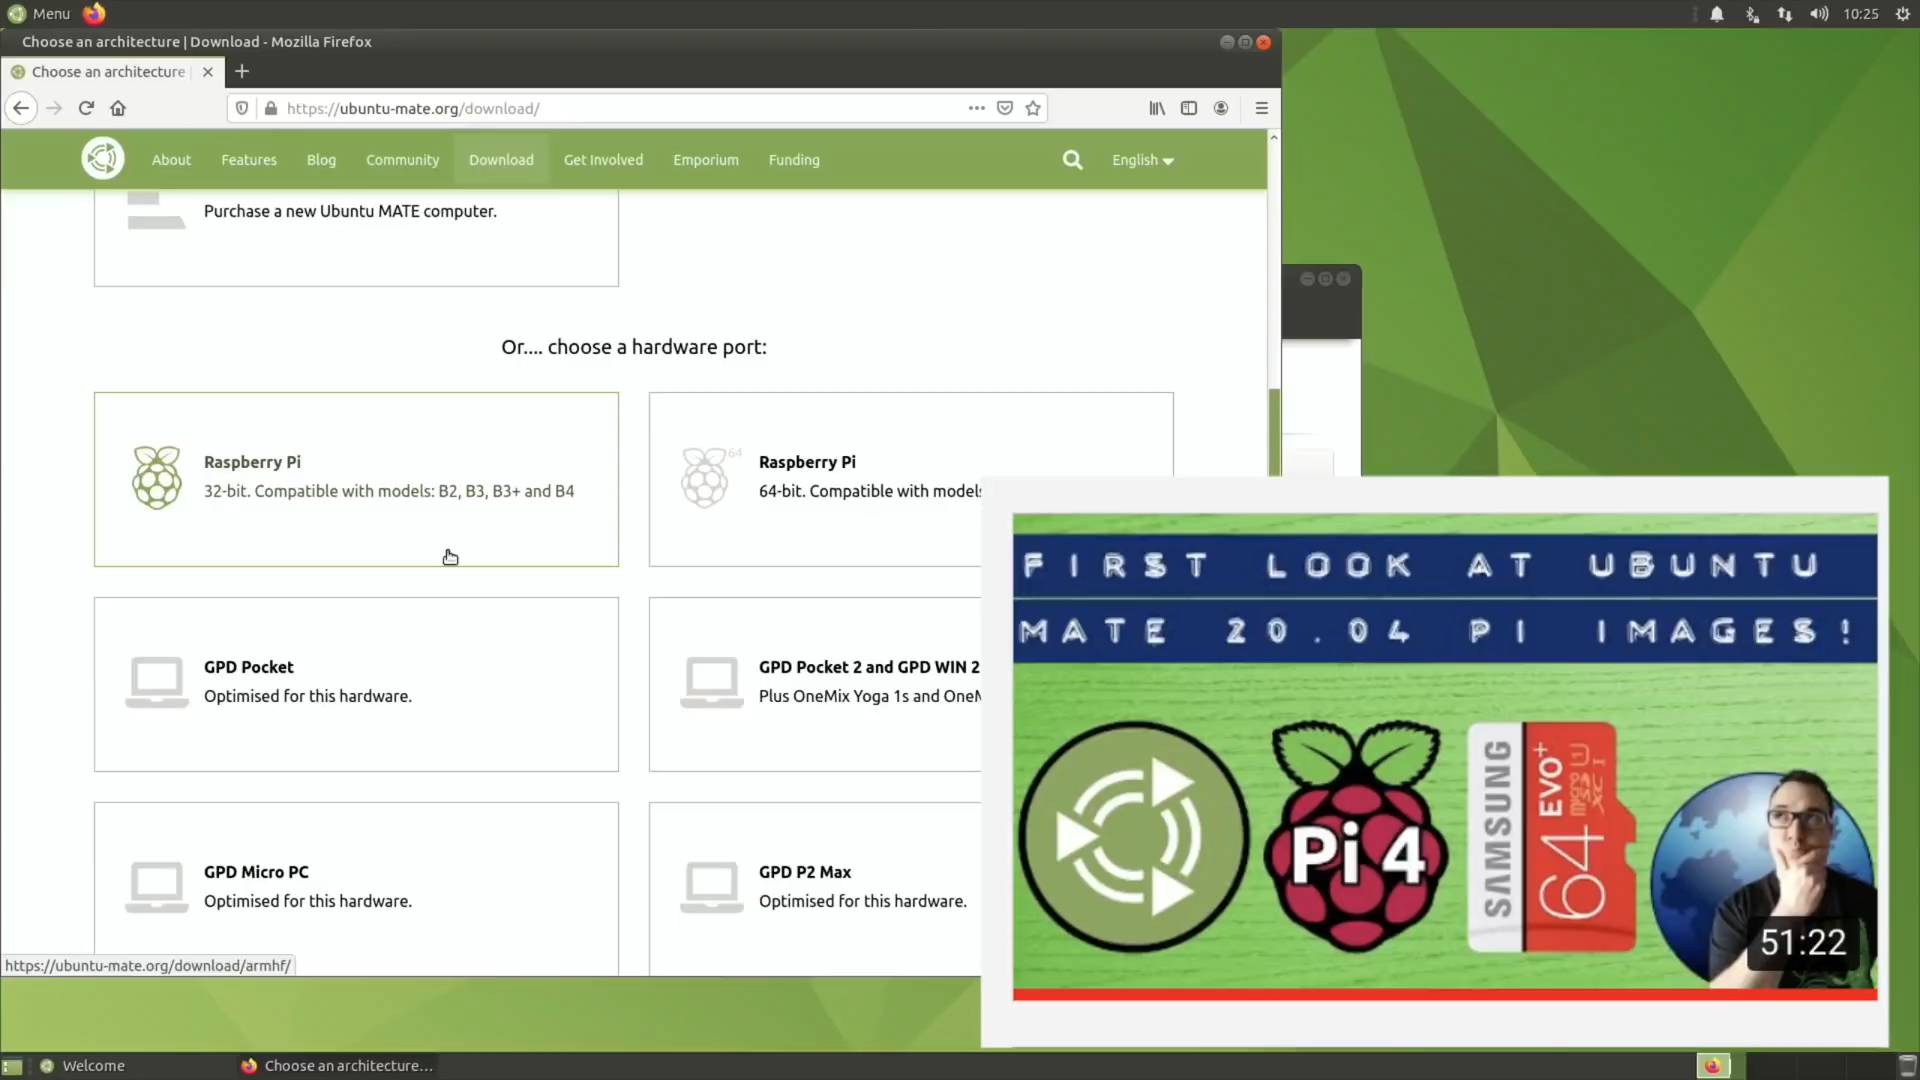 Menu
10:25
Choose an architecture | Download - Mozilla Firefox
Choose an architecture |
https://ubuntu-mate.org/download/
About
Features
Blog
Community
Download
Get Involved
Emporium
Funding
English
Purchase a new Ubuntu MATE computer.
Or.... choose a hardware port:
Raspberry Pi
32-bit. Compatible with models: B2, B3, B3+ and B4
64
Raspberry Pi
64-bit. Compatible with models
GPD Pocket
Optimised for this hardware.
GPD Pocket 2 and GPD WIN 2
Plus OneMix Yoga 1s and OneM
GPD Micro PC
Optimised for this hardware.
GPD P2 Max
Optimised for this hardware.
https://ubuntu-mate.org/download/armhf/
FIRST LOOK AT UBUNTU
MATE 20.04 PI IMAGES!
Pi 4
SAMSUNG
64 EVO+
micro
XC I
51:22
Welcome
Choose an architecture...